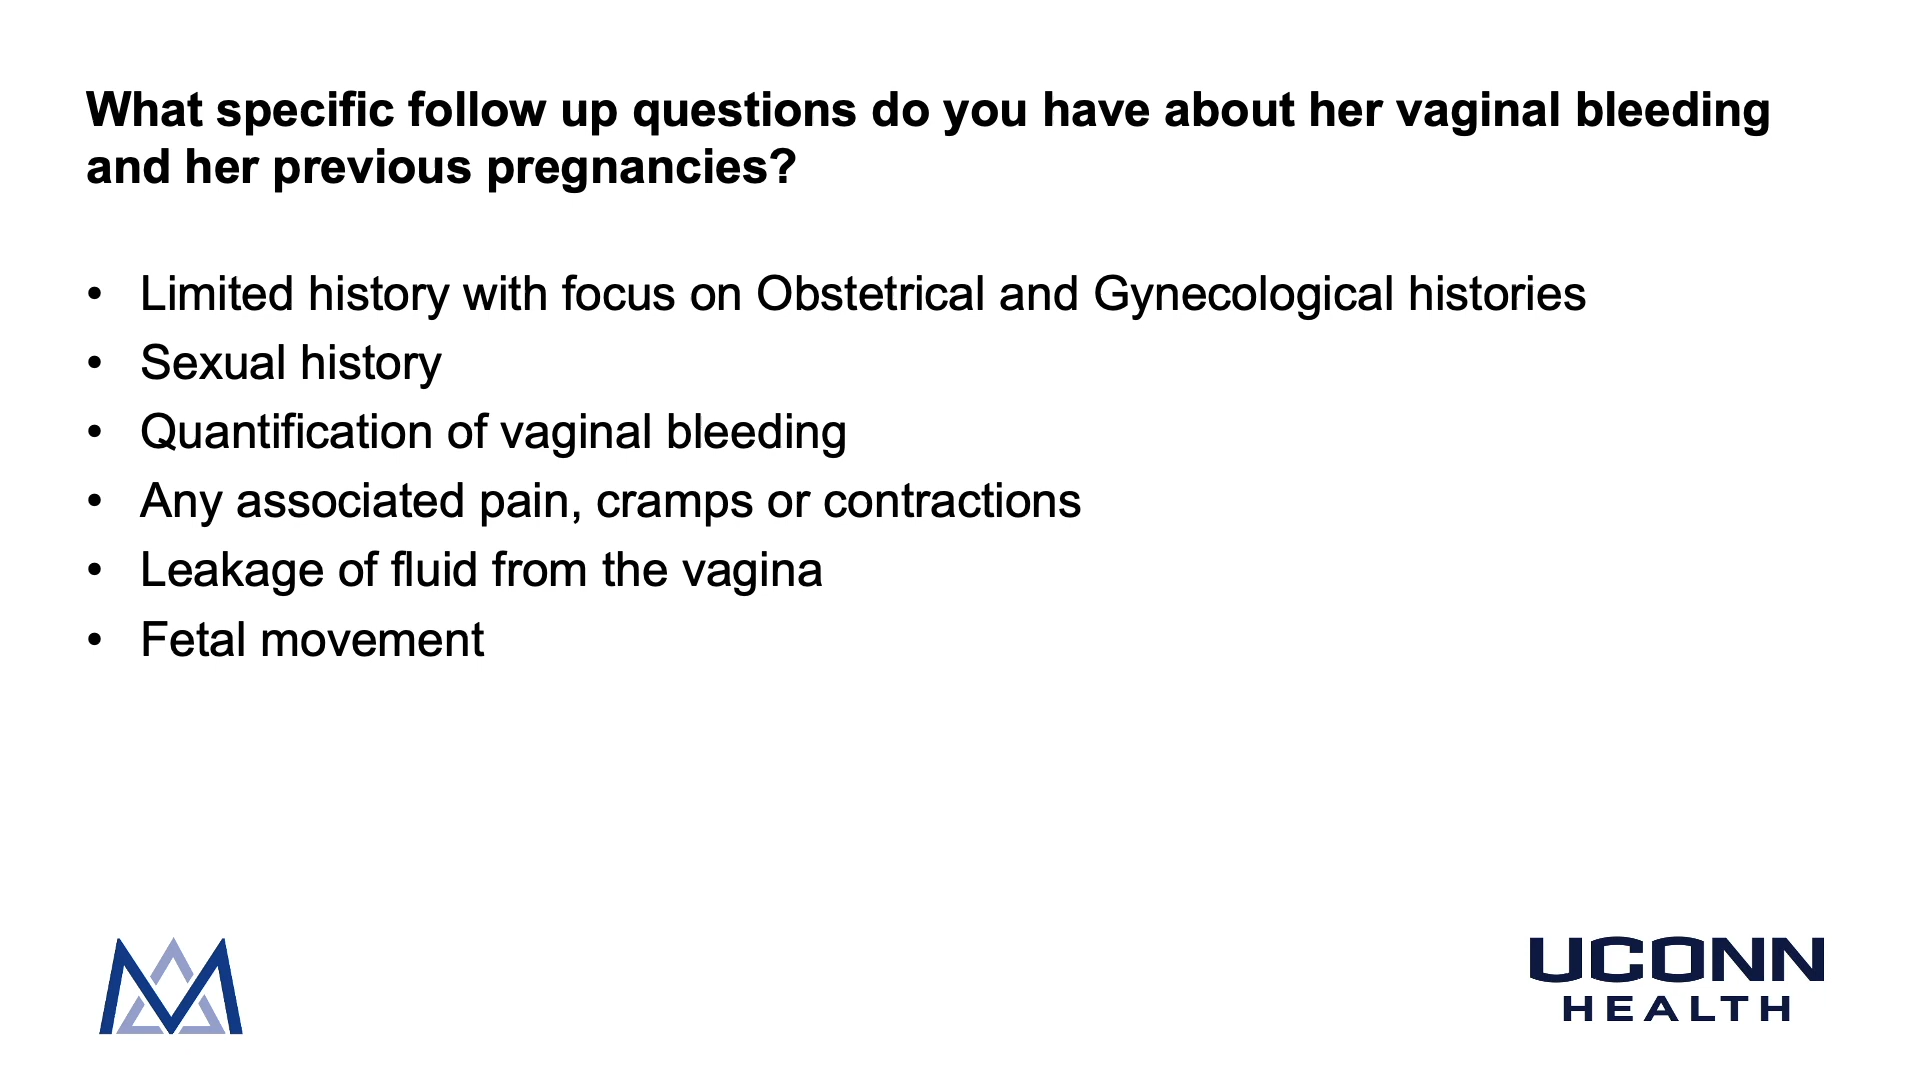 What specific follow up questions do you have about her vaginal bleeding
and her previous pregnancies?
• Limited history with focus on Obstetrical and Gynecological histories
• Sexual history
• Quantification of vaginal bleeding
• Any associated pain, cramps or contractions
• Leakage of fluid from the vagina
• Fetal movement
UCONN
HEALTH